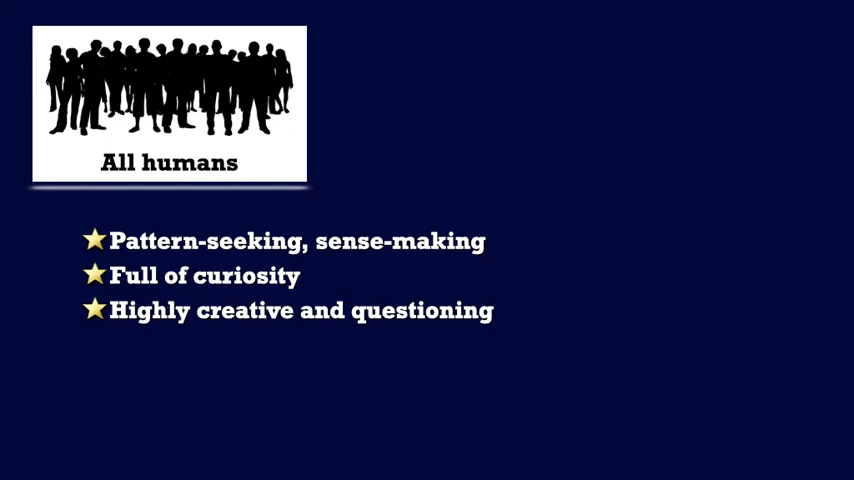 All humans
Pattern-seeking, sense-making
Full of curiosity
Highly creative and questioning